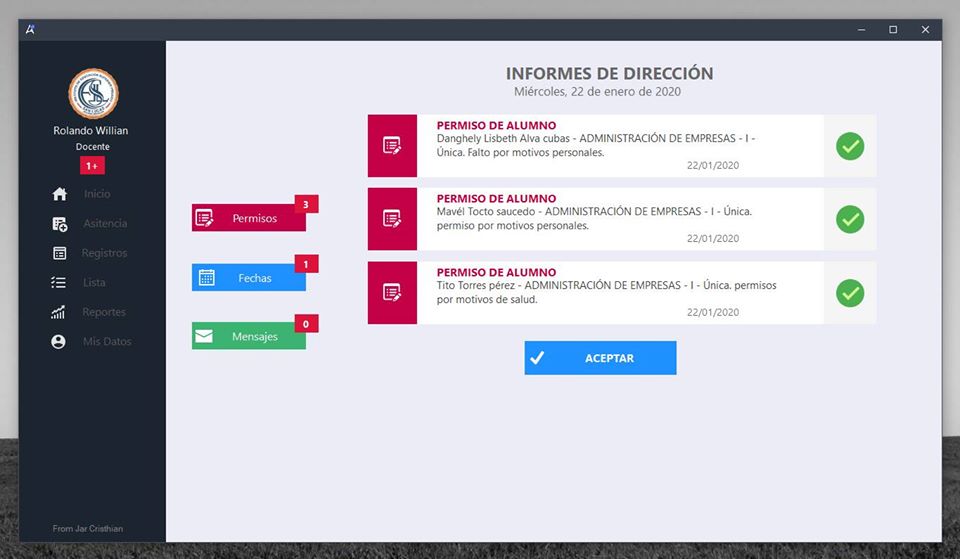 INFORMES DE DIRECCIÓN
Miércoles, 22 de enero de 2020
Rolando Willian
Docente
1+
Inicio
Asitencia
Registros
Lista
Reportes
Mis Datos
From Jar Cristhian
Permisos
3
Fechas
1
Mensajes
0
PERMISO DE ALUMNO
Danghely Lisbeth Alva cubas - ADMINISTRACIÓN DE EMPRESAS - I -
Única. Falto por motivos personales.
22/01/2020
PERMISO DE ALUMNO
Mavél Tocto saucedo - ADMINISTRACIÓN DE EMPRESAS - I - Única.
permiso por motivos personales.
22/01/2020
PERMISO DE ALUMNO
Tito Torres pérez - ADMINISTRACIÓN DE EMPRESAS - I - Única. permisos
por motivos de salud.
22/01/2020
ACEPTAR